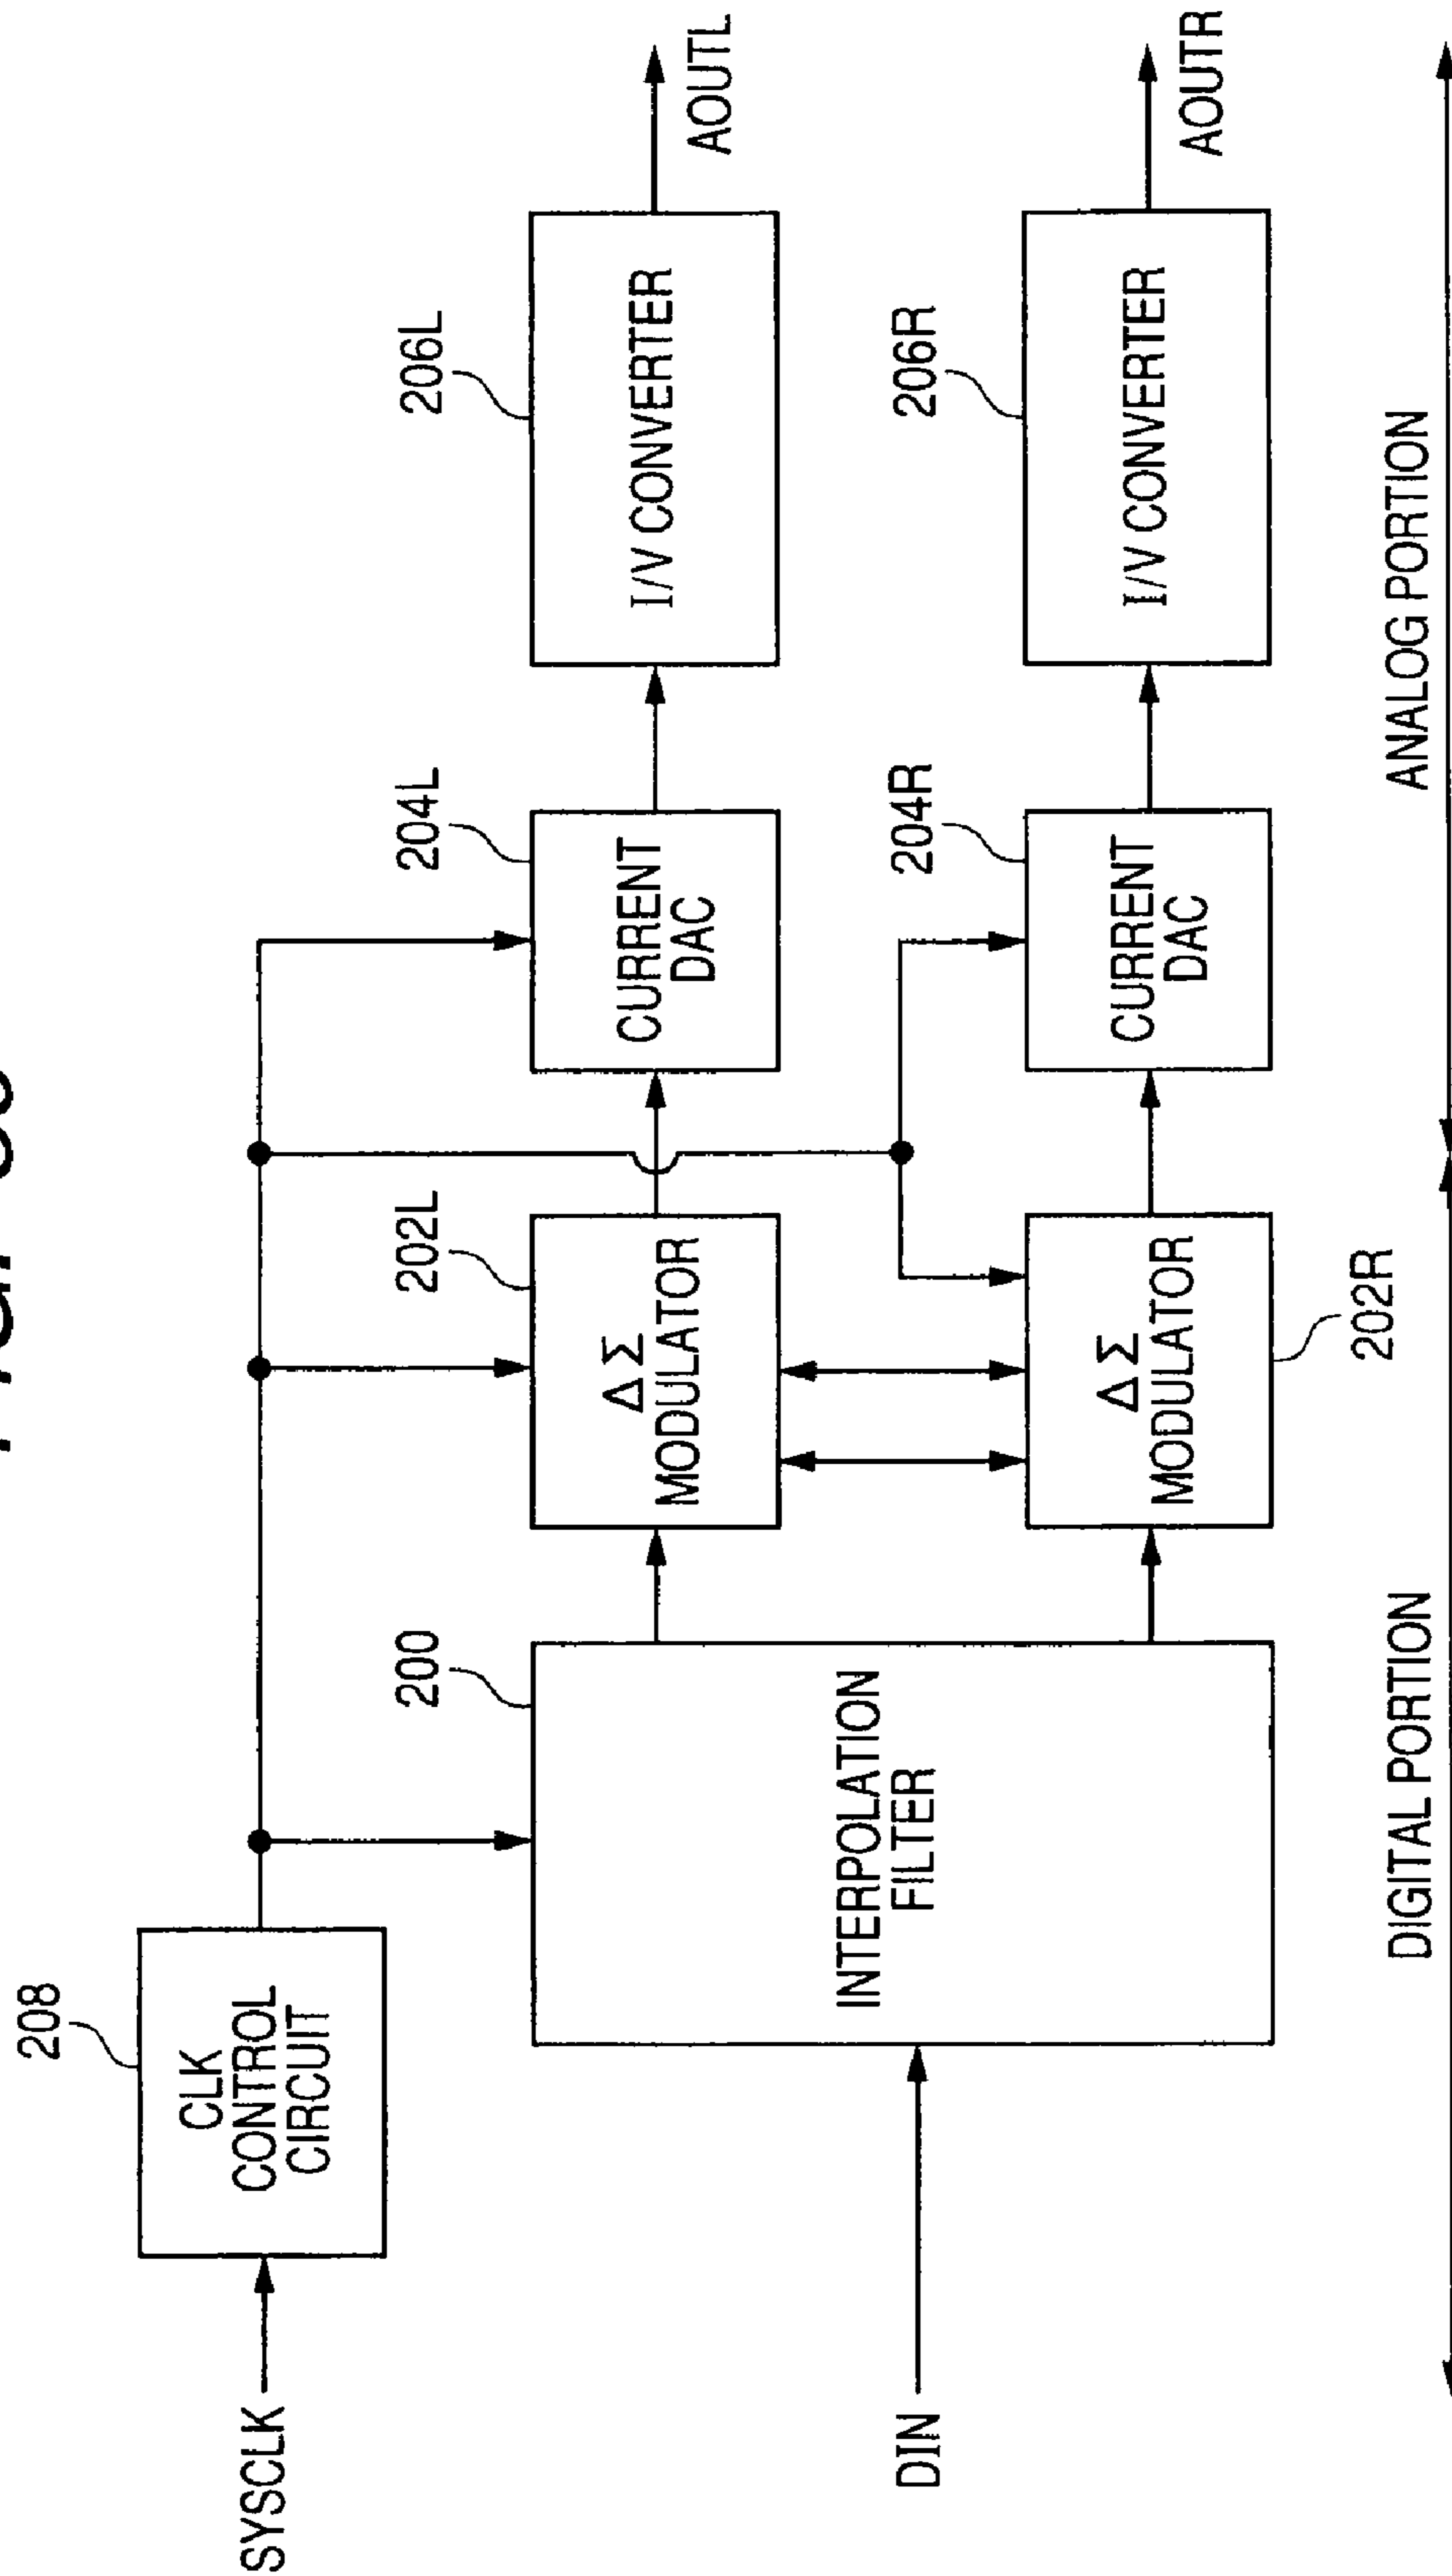 SYSCLK
208
CLK
CONTROL
CIRCUIT
DIN
200
INTERPOLATION
FILTER
202L
ΔΣ
MODULATOR
204L
CURRENT
DAC
206L
I/V CONVERTER
AOUTL
202R
ΔΣ
MODULATOR
204R
CURRENT
DAC
206R
I/V CONVERTER
AOUTR
DIGITAL PORTION
ANALOG PORTION